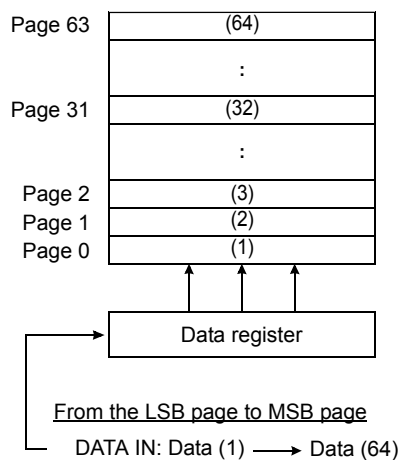 Page 63 (64)
:
Page 31 (32)
:
Page 2 (3)
Page 1 (2)
Page 0 (1)
Data register
From the LSB page to MSB page
DATA IN: Data (1) Data (64)